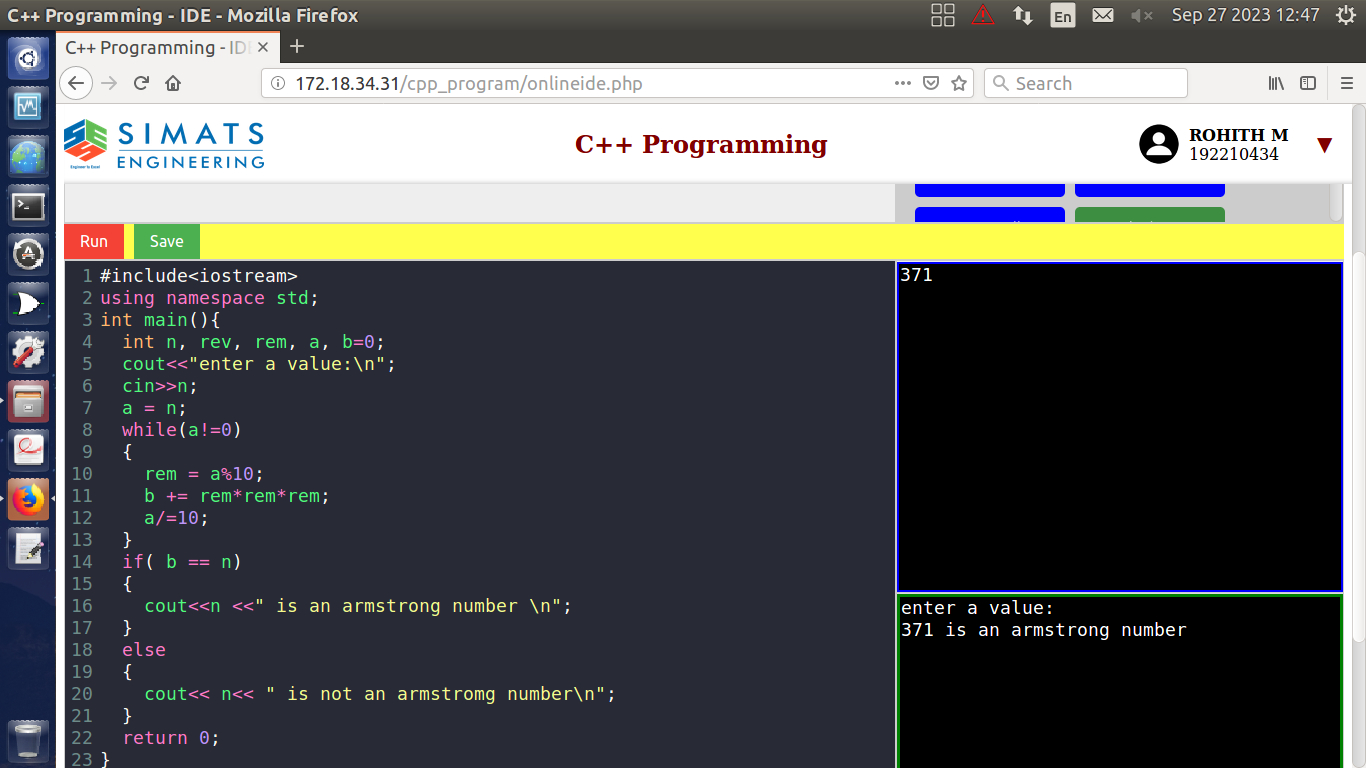 C++ Programming - IDE - Mozilla Firefox
En
Sep 27 2023 12:47
C++ Programming - IDE
172.18.34.31/cpp_program/onlineide.php
Search
SIMATS
ENGINEERING
Engineer to Excel
C++ Programming
ROHITH M
192210434
Run
Save
1 #include<iostream>
2 using namespace std;
3 int main(){
4 int n, rev, rem, a, b=0;
5 cout<<"enter a value:\n";
6 cin>>n;
7 a = n;
8 while(a!=0)
9 {
10 rem = a%10;
11 b += rem*rem*rem;
12 a/=10;
13 }
14 if( b == n)
15 {
16 cout<<n <<" is an armstrong number \n";
17 }
18 else
19 {
20 cout<< n<< " is not an armstromg number\n";
21 }
22 return 0;
23 }
371
enter a value:
371 is an armstrong number